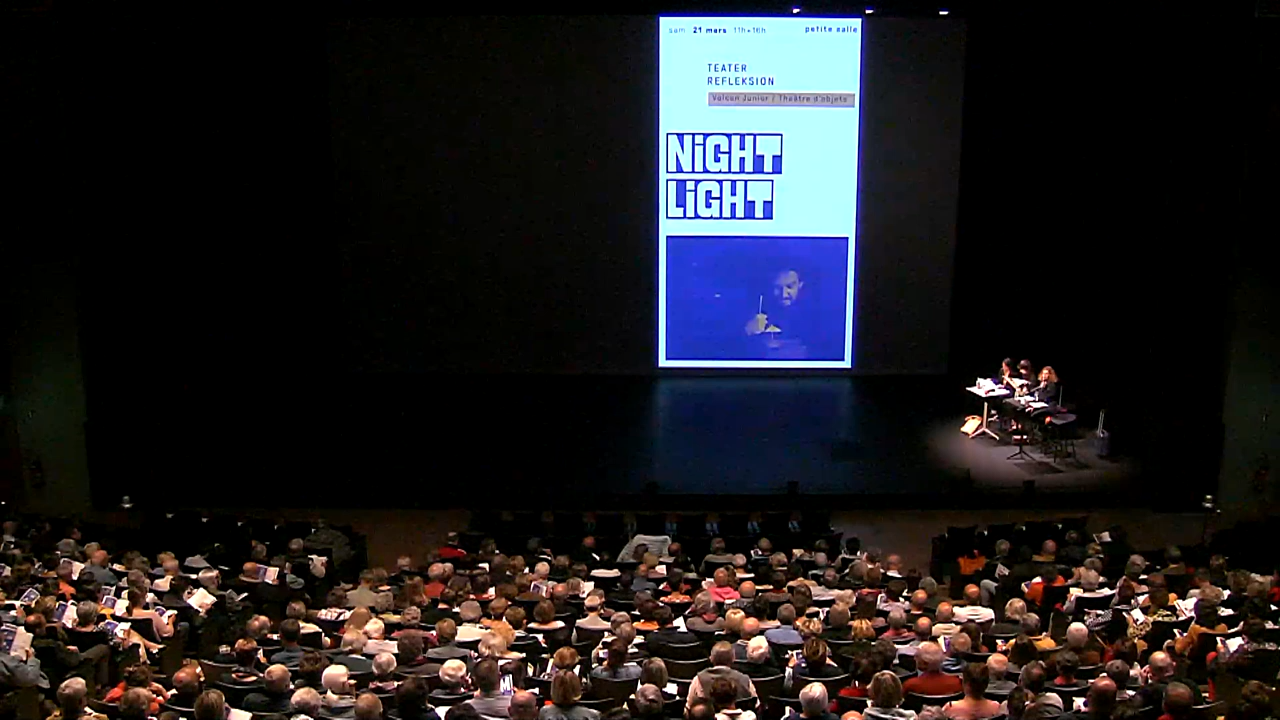 sam 21 mars 11h+16h petite salle
TEATER
REFLEKSION
Volcan Junior / Théâtre d'objets
NiGHT
LiGHT